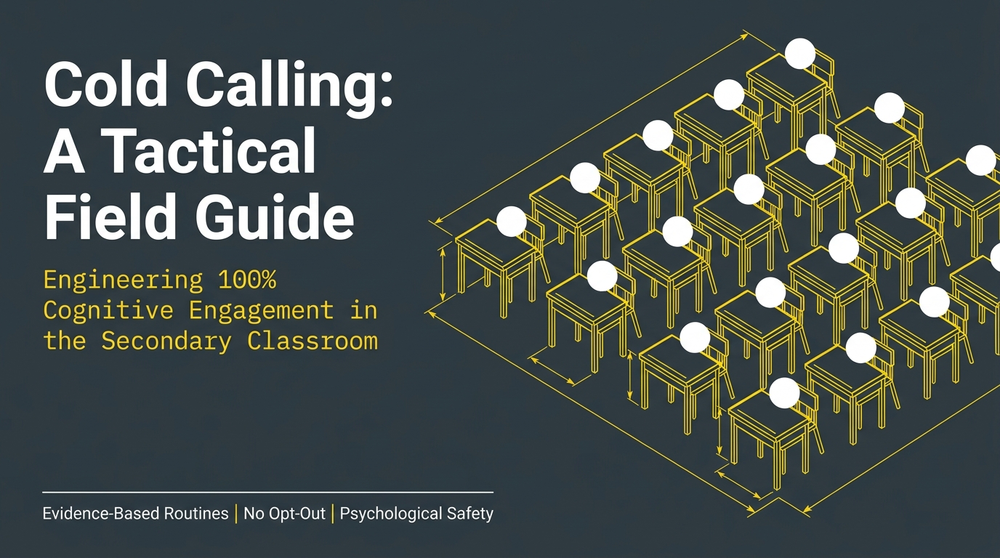 Cold Calling:
A Tactical
Field Guide
Engineering 100%
Cognitive Engagement in
the Secondary Classroom
Evidence-Based Routines | No Opt-Out | Psychological Safety